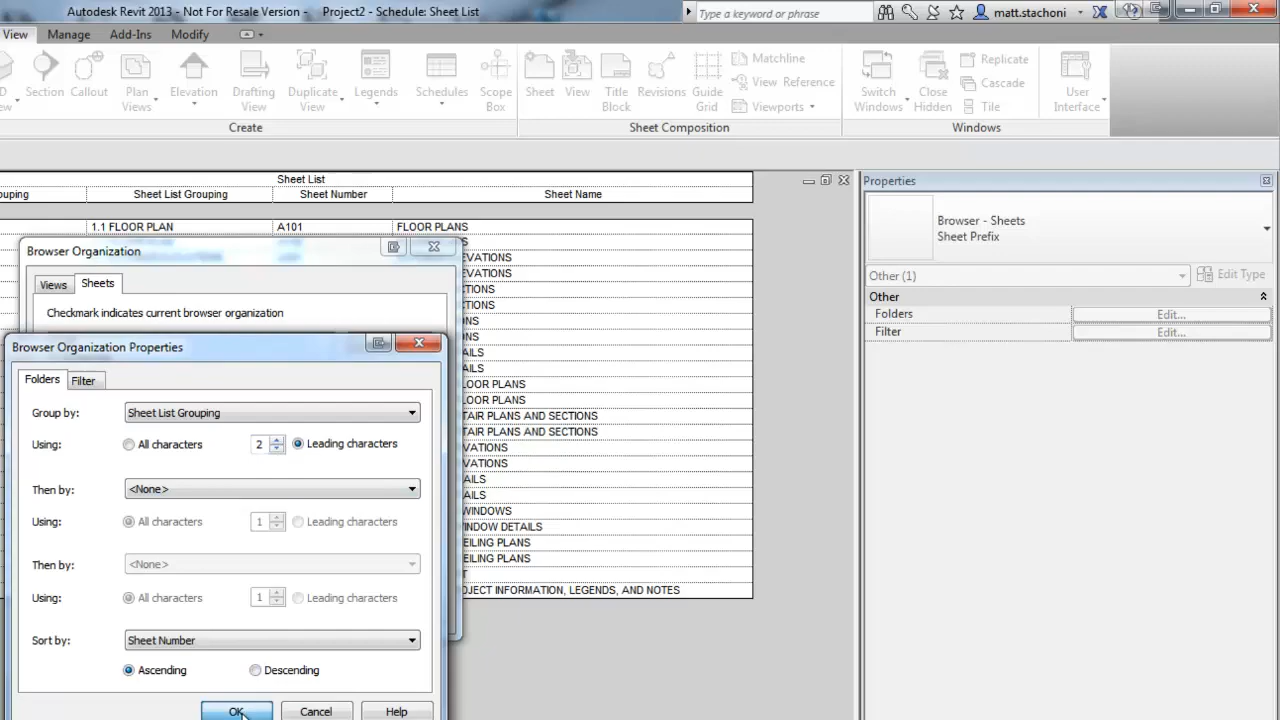 Autodesk Revit 2013 - Not For Resale Version - Project2 - Schedule: Sheet List
Type a keyword or phrase
matt.stachoni
View Manage Add-Ins Modify
Section Callout Plan Views Elevation Drafting View Duplicate View Legends Schedules Scope Box
Sheet View Title Block Revisions Guide Grid
Matchline
View Reference
Viewports
Switch Windows Close Hidden
Replicate
Cascade
Tile
User Interface
Create Sheet Composition Windows
Sheet List
Sheet List Grouping Sheet Number Sheet Name
1.1 FLOOR PLAN A101 FLOOR PLANS
EVATIONS
EVATIONS
CTIONS
CTIONS
ONS
ONS
AILS
AILS
LOOR PLANS
LOOR PLANS
TAIR PLANS AND SECTIONS
TAIR PLANS AND SECTIONS
VATIONS
VATIONS
AILS
AILS
WINDOWS
WINDOW DETAILS
EILING PLANS
EILING PLANS
T
OJECT INFORMATION, LEGENDS, AND NOTES
Browser Organization
Views Sheets
Checkmark indicates current browser organization
Browser Organization Properties
Folders Filter
Group by: Sheet List Grouping
Using: All characters 2 Leading characters
Then by: <None>
Using: All characters 1 Leading characters
Then by: <None>
Using: All characters 1 Leading characters
Sort by: Sheet Number
Ascending Descending
OK Cancel Help
Properties
Browser - Sheets
Sheet Prefix
Other (1) Edit Type
Other
Folders Edit...
Filter Edit...